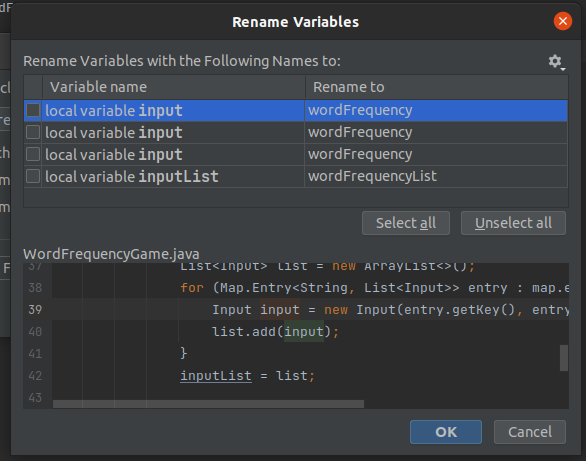 Rename Variables
Rename Variables with the Following Names to:
Variable name Rename to
local variable input wordFrequency
local variable input wordFrequency
local variable input wordFrequency
local variable inputList wordFrequencyList
Select all Unselect all
WordFrequencyGame.java
37 List<Input> list = new ArrayList<>();
38 for (Map.Entry<String, List<Input>> entry : map.e
39 Input input = new Input(entry.getKey(), entry
40 list.add(input);
41 }
42 inputList = list;
43
OK Cancel